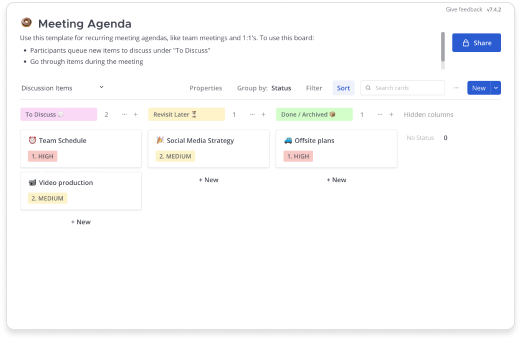 Give feedback v7.4.2
Meeting Agenda
Use this template for recurring meeting agendas, like team meetings and 1:1's. To use this board:
• Participants queue new items to discuss under "To Discuss"
• Go through items during the meeting
Share
Discussion Items
Properties Group by: Status Filter Sort Search cards ··· New
To Discuss 2 ··· + Revisit Later 1 ··· + Done / Archived 1 ··· + Hidden columns
Team Schedule
1. HIGH
Video production
2. MEDIUM
+ New
Social Media Strategy
2. MEDIUM
+ New
Offsite plans
1. HIGH
+ New
No Status 0